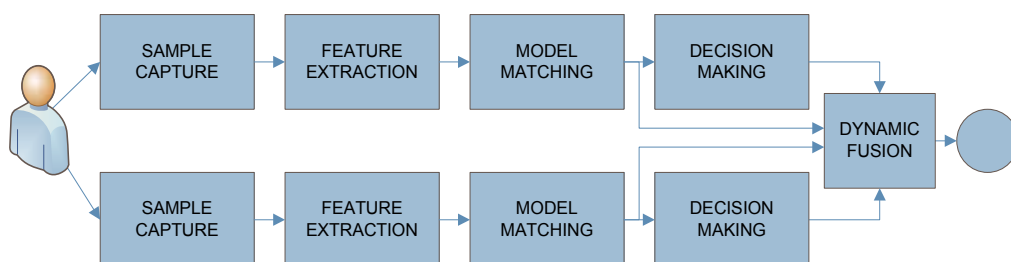 SAMPLE
CAPTURE
FEATURE
EXTRACTION
MODEL
MATCHING
DECISION
MAKING
DYNAMIC
FUSION
SAMPLE
CAPTURE
FEATURE
EXTRACTION
MODEL
MATCHING
DECISION
MAKING